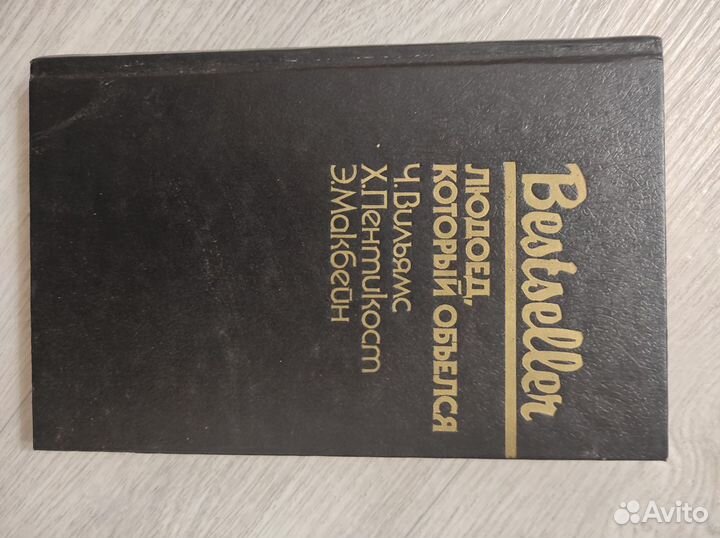 Bestseller
ЛЮДОЕД,
КОТОРЫЙ ОБЪЕЛСЯ
Ч.Вильямс
Х.Пентикост
Э.Макбейн
Avito